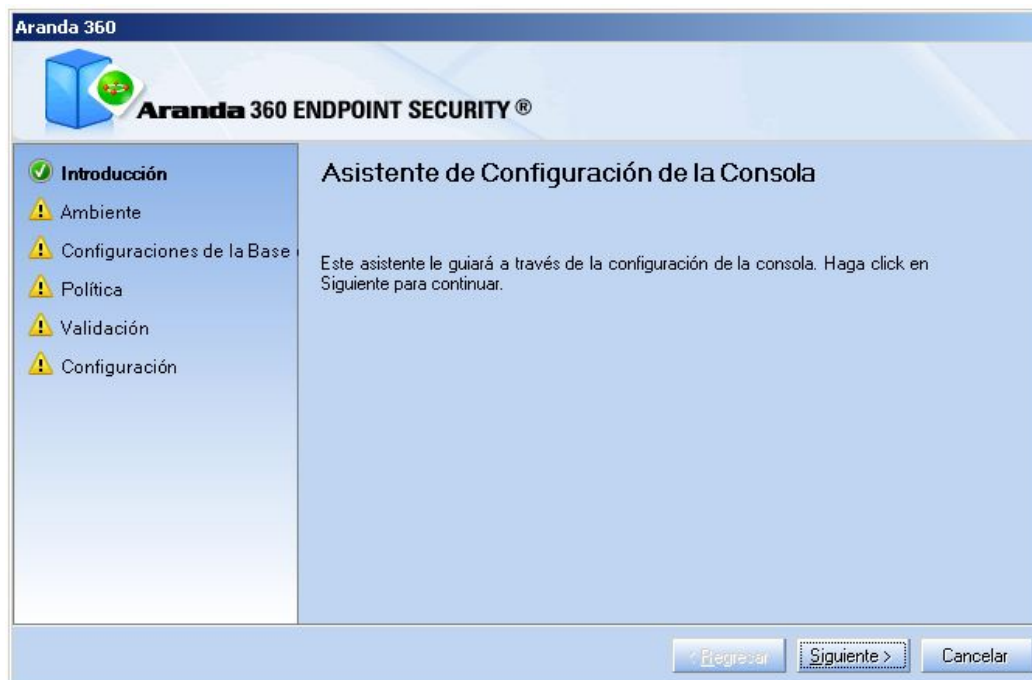 Aranda 360
Aranda 360 ENDPOINT SECURITY ®
Introducción
Ambiente
Configuraciones de la Base
Política
Validación
Configuración
Asistente de Configuración de la Consola
Este asistente le guiará a través de la configuración de la consola. Haga click en
Siguiente para continuar.
< Regresar
Siguiente >
Cancelar